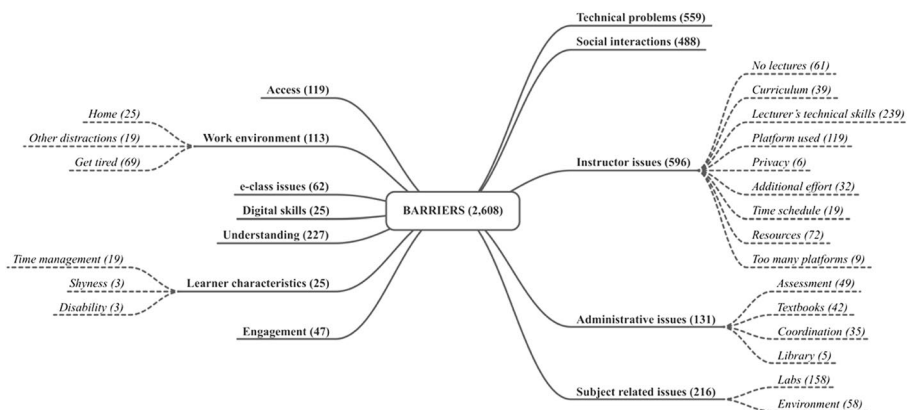 Technical problems (559)
Social interactions (488)
No lectures (61)
Curriculum (39)
Access (119)
Lecturer's technical skills (239)
Home (25)
Other distractions (19)
Work environment (113)
Platform used (119)
Get tired (69)
Instructor issues (596)
Privacy (6)
e-class issues (62)
Additional effort (32)
Digital skills (25)
BARRIERS (2,608)
Time schedule (19)
Understanding (227)
Resources (72)
Time management (19)
Too many platforms (9)
Shyness (3)
Learner characteristics (25)
Assessment (49)
Disability (3)
Textbooks (42)
Engagement (47)
Administrative issues (131)
Coordination (35)
Library (5)
Labs (158)
Subject related issues (216)
Environment (58)